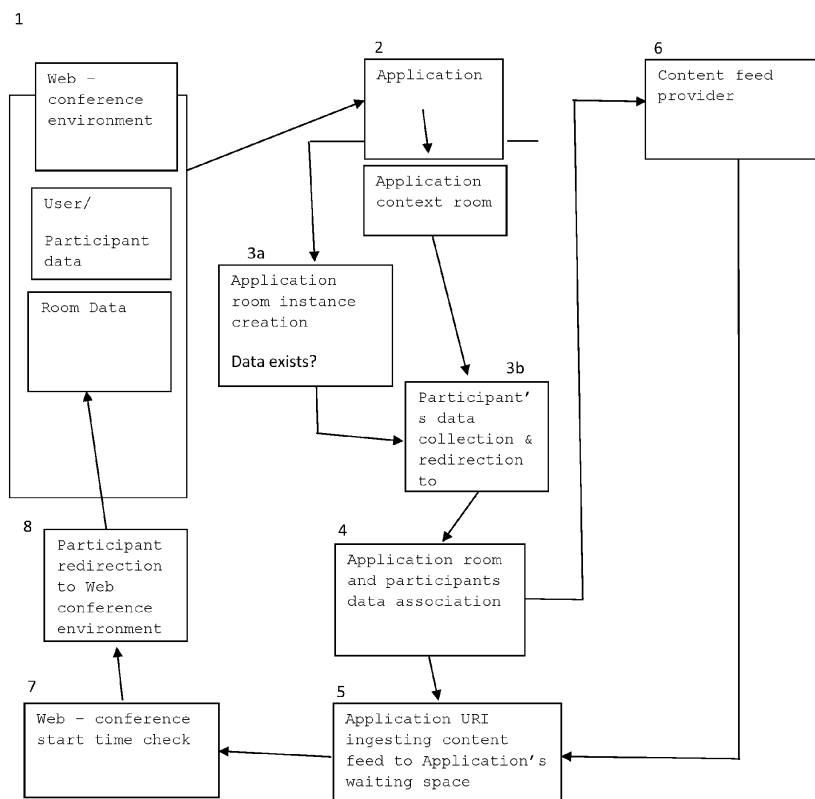 1
Web –
conference
environment
User/
Participant
data
Room Data
2
Application
Application
context room
3a
Application
room instance
creation
Data exists?
3b
Participant’
s data
collection &
redirection
to
4
Application room
and participants
data association
5
Application URI
ingesting content
feed to Application’s
waiting space
6
Content feed
provider
7
Web – conference
start time check
8
Participant
redirection
to Web
conference
environment